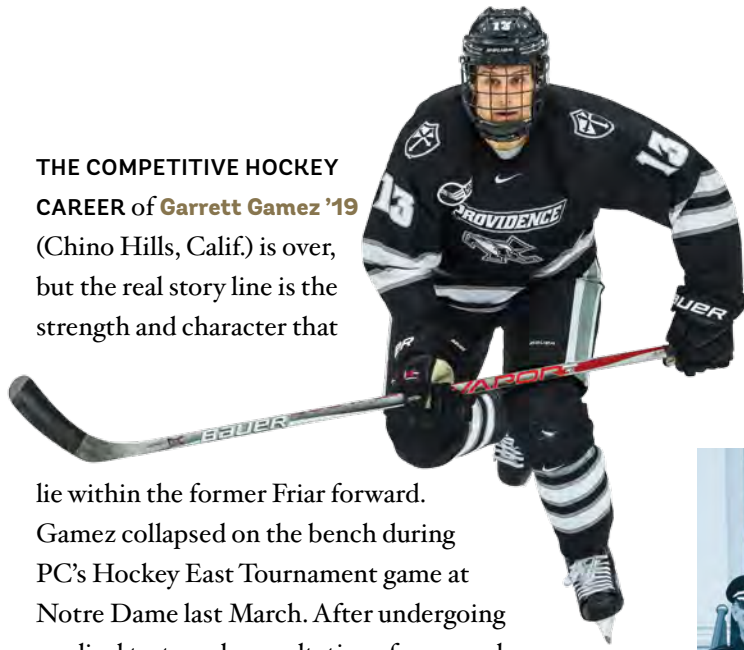 THE COMPETITIVE HOCKEY
CAREER of Garrett Gamez ’19
(Chino Hills, Calif.) is over,
but the real story line is the
strength and character that
lie within the former Friar forward.
Gamez collapsed on the bench during
PC’s Hockey East Tournament game at
Notre Dame last March. After undergoing
13
13
13
PROVIDENCE
BAUER
VAPOR
BAUER